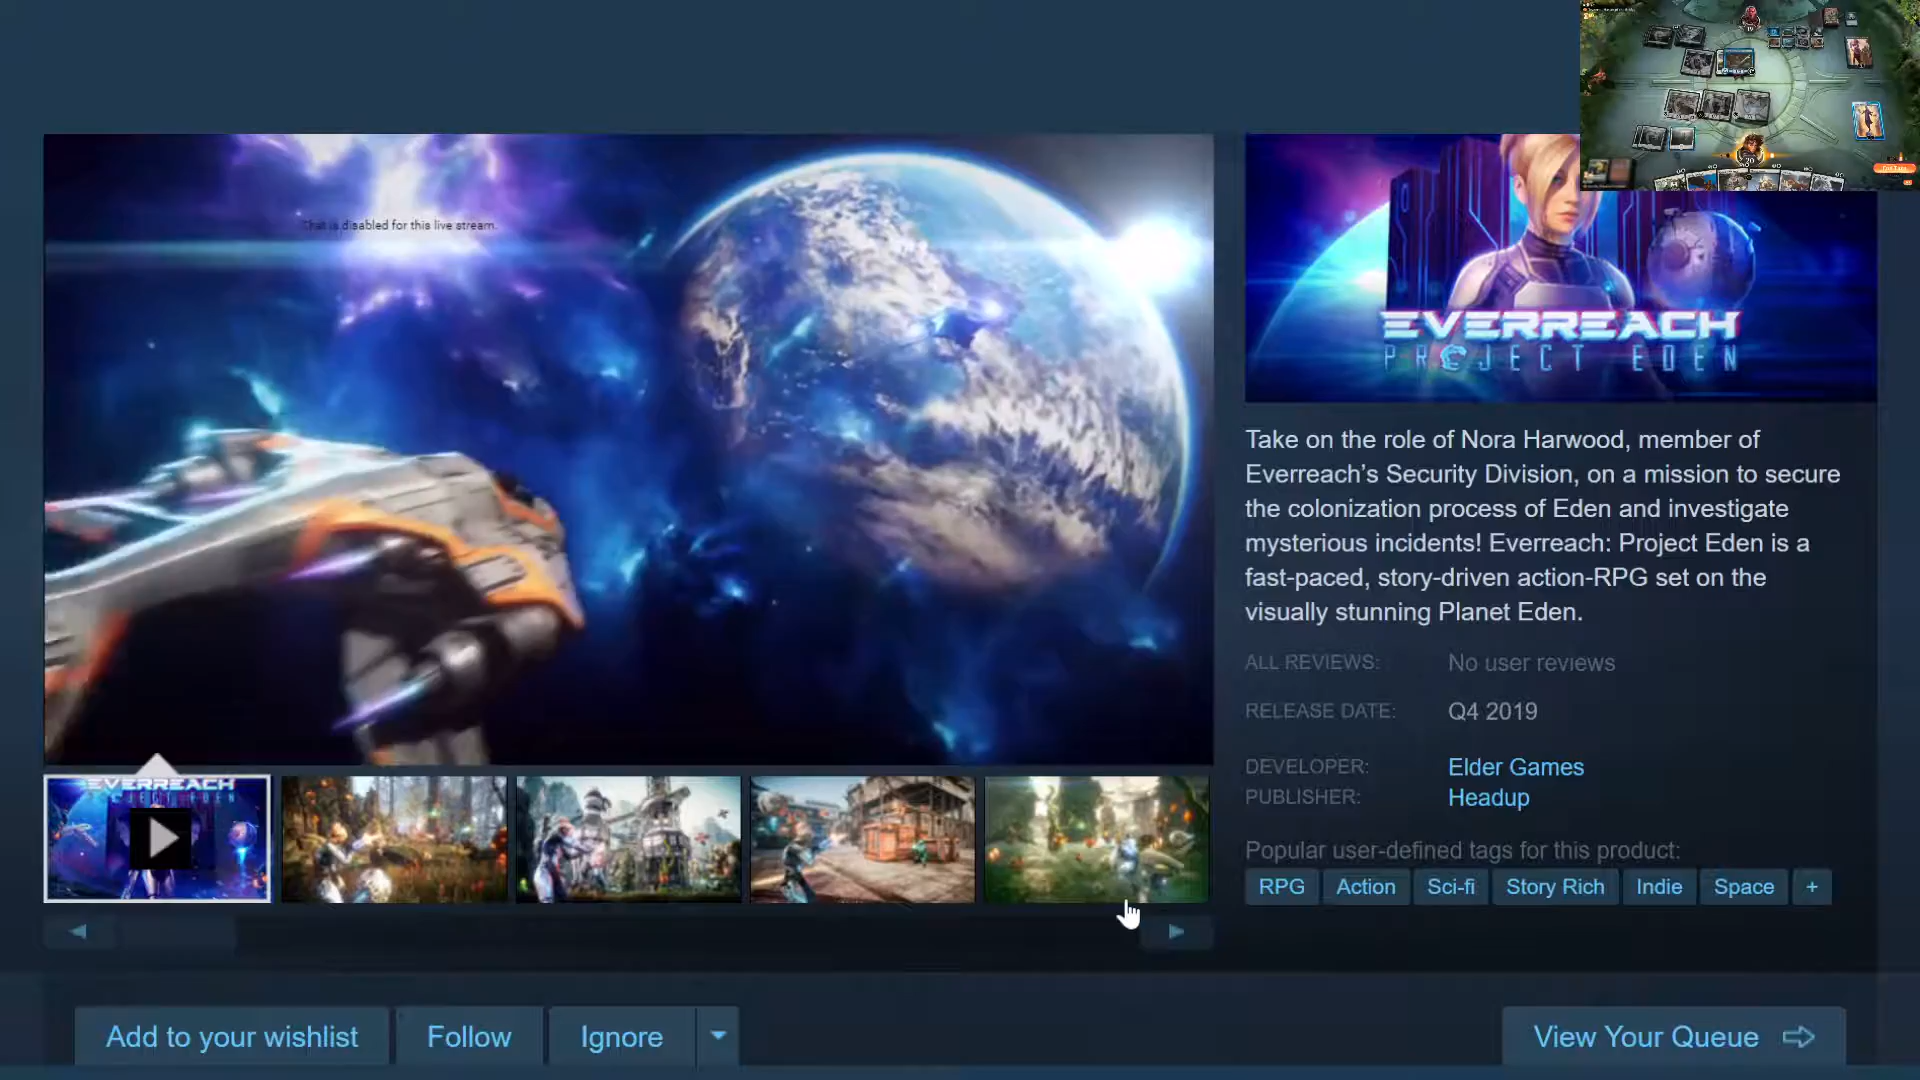 That is disabled for this live stream.
EVERREACH
PROJECT EDEN
Take on the role of Nora Harwood, member of
Everreach’s Security Division, on a mission to secure
the colonization process of Eden and investigate
mysterious incidents! Everreach: Project Eden is a
fast-paced, story-driven action-RPG set on the
visually stunning Planet Eden.
ALL REVIEWS: No user reviews
RELEASE DATE: Q4 2019
DEVELOPER: Elder Games
PUBLISHER: Headup
Popular user-defined tags for this product:
RPG Action Sci-fi Story Rich Indie Space +
EVERREACH
PROJECT EDEN
Add to your wishlist Follow Ignore View Your Queue